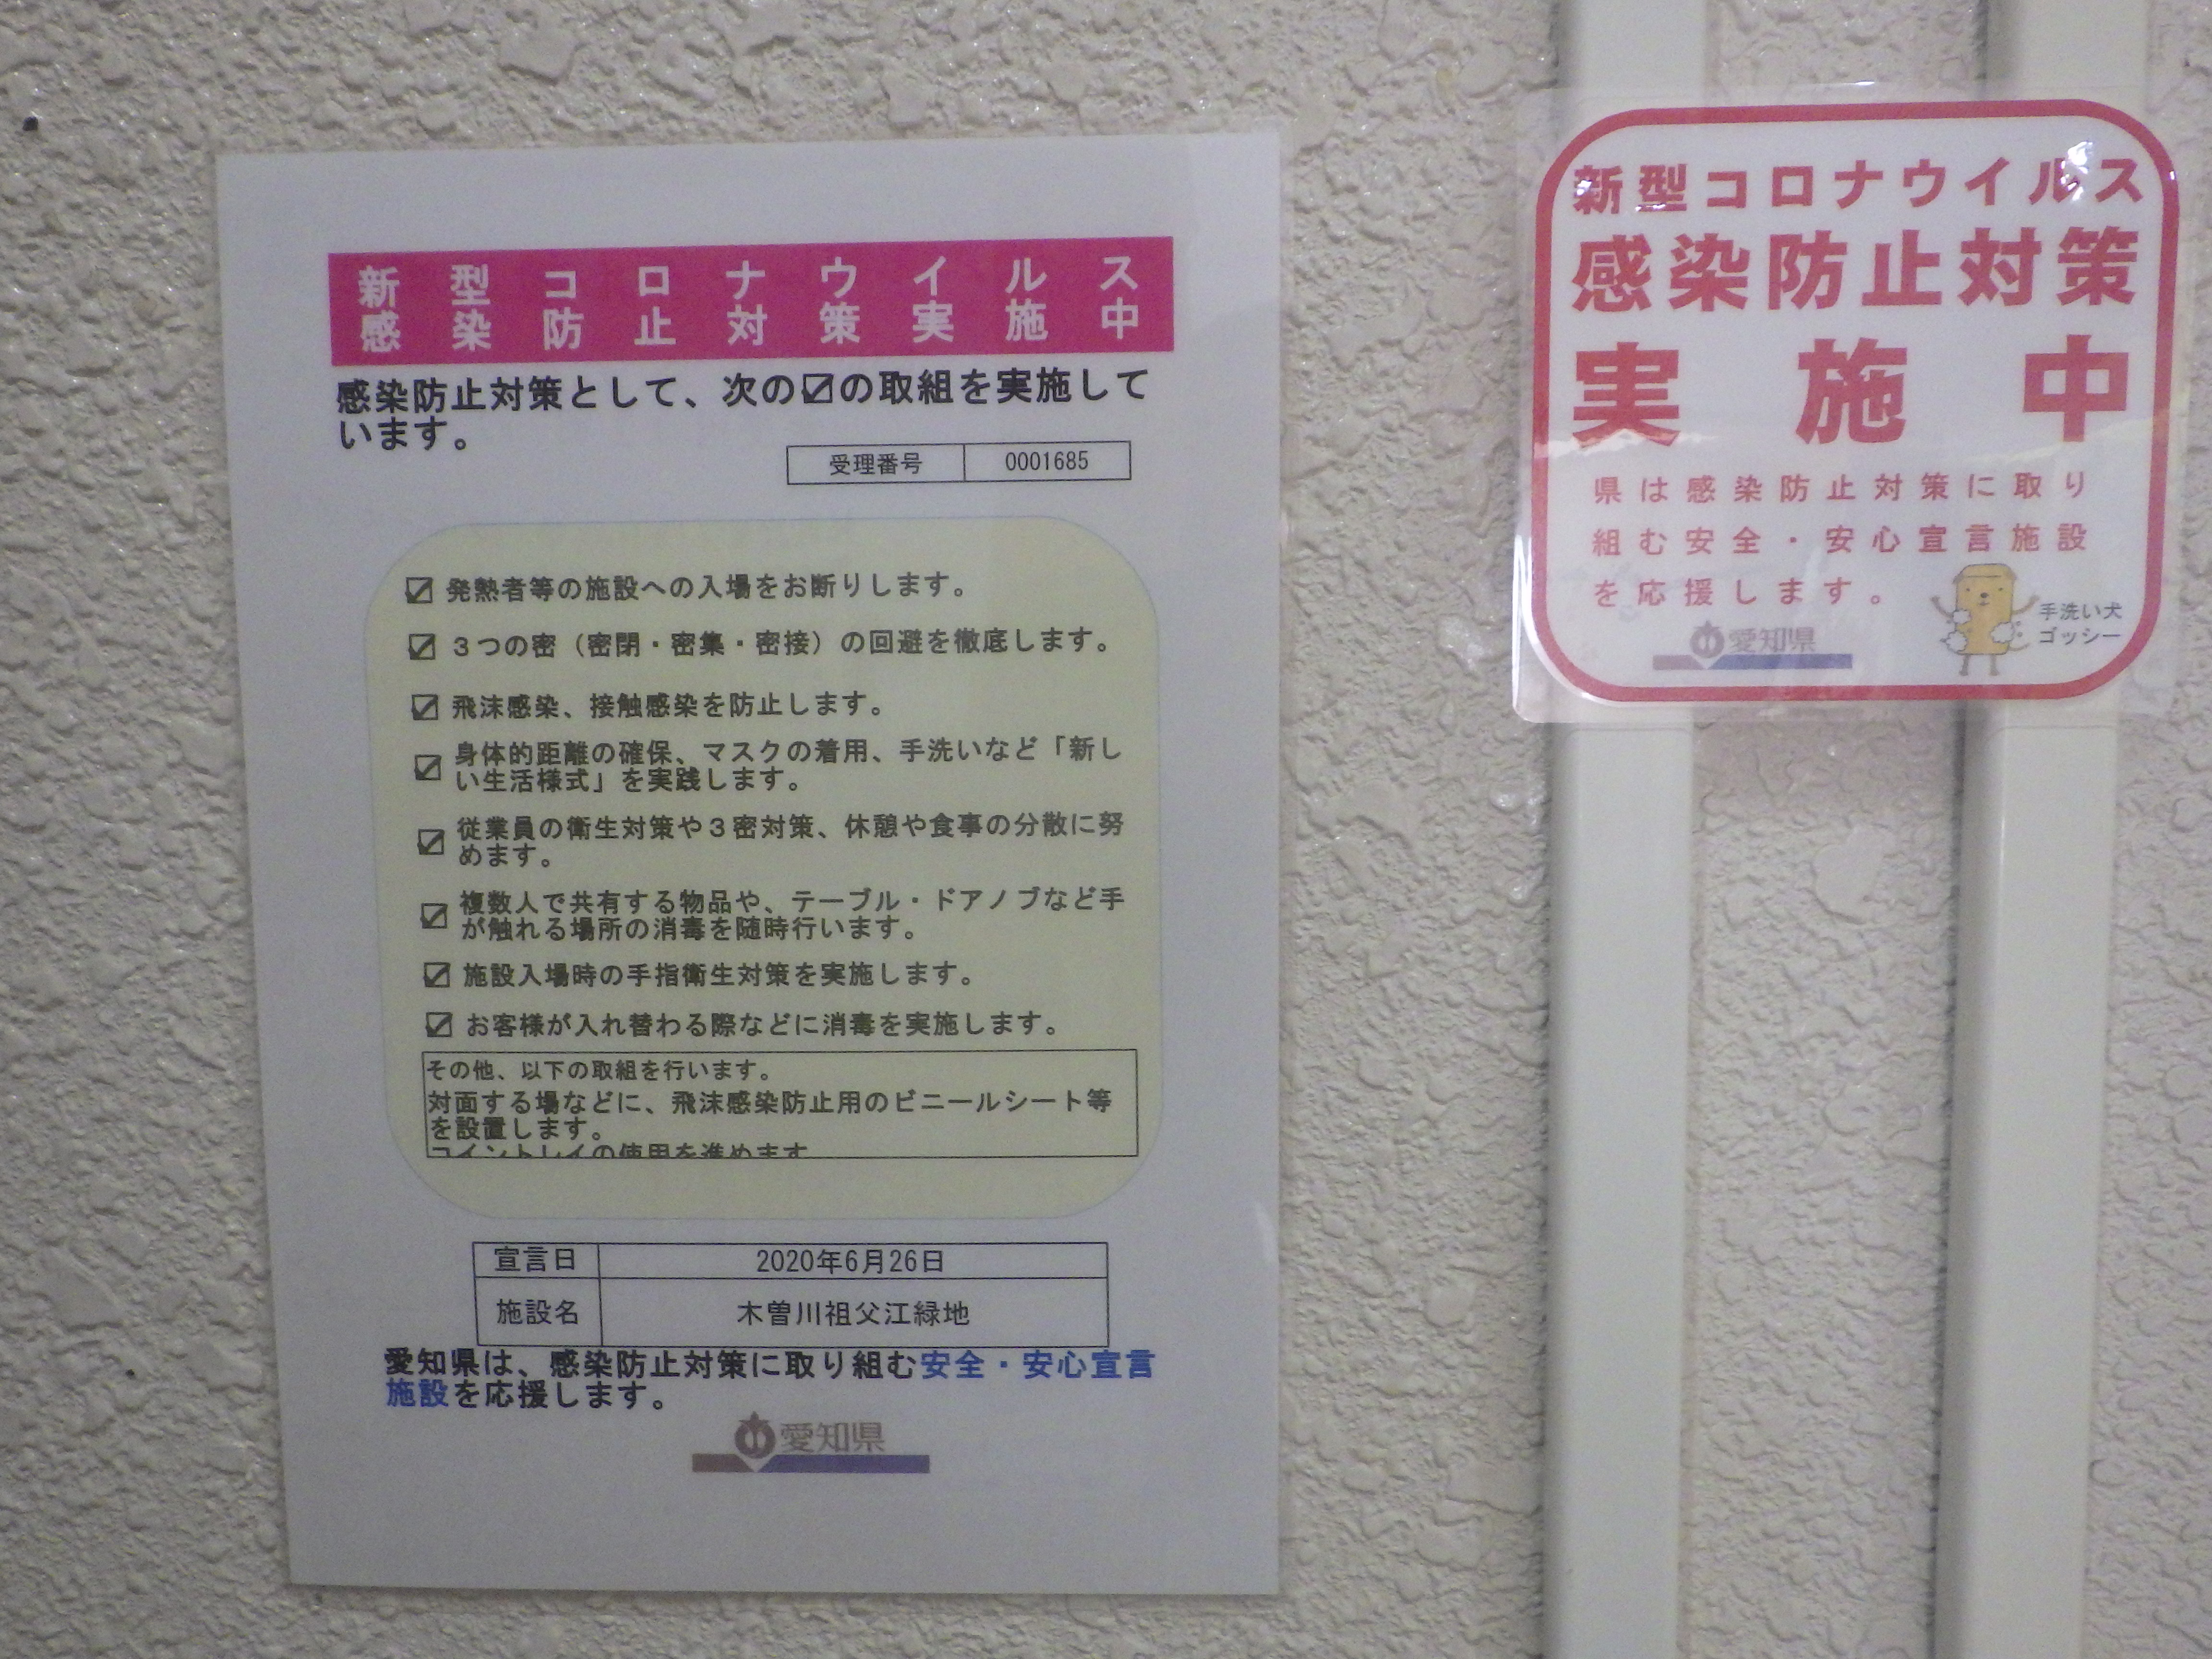 新型コロナウイルス
感染防止対策実施中
感染防止対策として、次の☑の取組を実施して
います。
受理番号 0001685
☑ 発熱者等の施設への入場をお断りします。
☑ 3つの密（密閉・密集・密接）の回避を徹底します。
☑ 飛沫感染、接触感染を防止します。
☑ 身体的距離の確保、マスクの着用、手洗いなど「新し
い生活様式」を実践します。
☑ 従業員の衛生対策や3密対策、休憩や食事の分散に努
めます。
☑ 複数人で共有する物品や、テーブル・ドアノブなど手
が触れる場所の消毒を随時行います。
☑ 施設入場時の手指衛生対策を実施します。
☑ お客様が入れ替わる際などに消毒を実施します。
その他、以下の取組を行います。
対面する場などに、飛沫感染防止用のビニールシート等
を設置します。
コイントレイの使用を進めます
宣言日 2020年6月26日
施設名 木曽川祖父江緑地
愛知県は、感染防止対策に取り組む安全・安心宣言
施設を応援します。
愛知県
新型コロナウイルス
感染防止対策
実施中
県は感染防止対策に取り
組む安全・安心宣言施設
を応援します。
愛知県
手洗い犬
ゴッシー